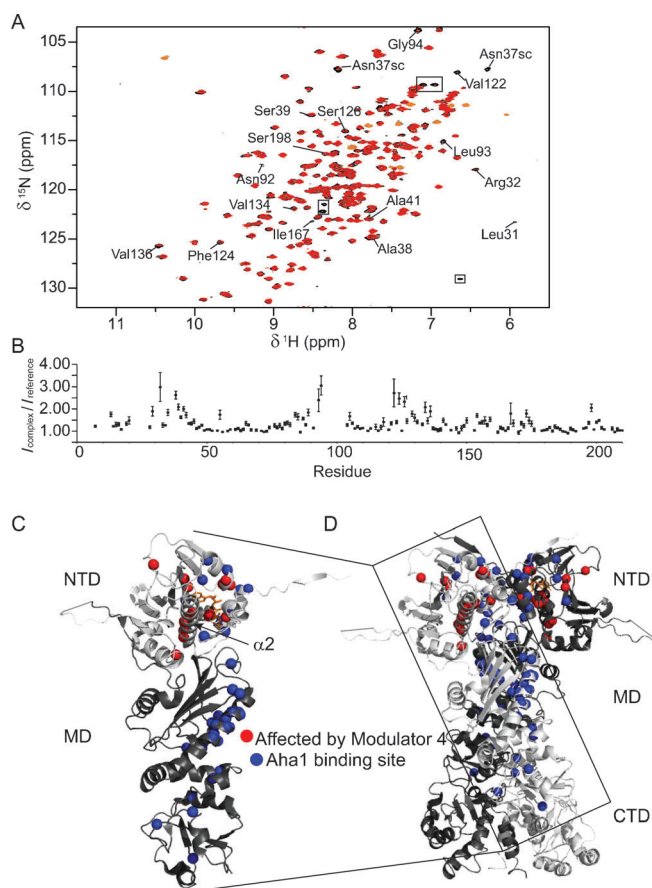 A
105
110
115
120
125
130
δ ¹⁵N (ppm)
Gly94
Asn37sc
Asn37sc
Val122
Ser39
Ser126
Ser198
Leu93
Asn92
Arg32
Val134
Ala41
Ile167
Leu31
Val136
Phe124
Ala38
11 10 9 8 7 6
δ ¹H (ppm)
B
4.00
3.00
2.00
1.00
Icomplex / Ireference
0 50 100 150 200
Residue
C D
NTD NTD
α2
MD MD
Affected by Modulator 4
Aha1 binding site
CTD